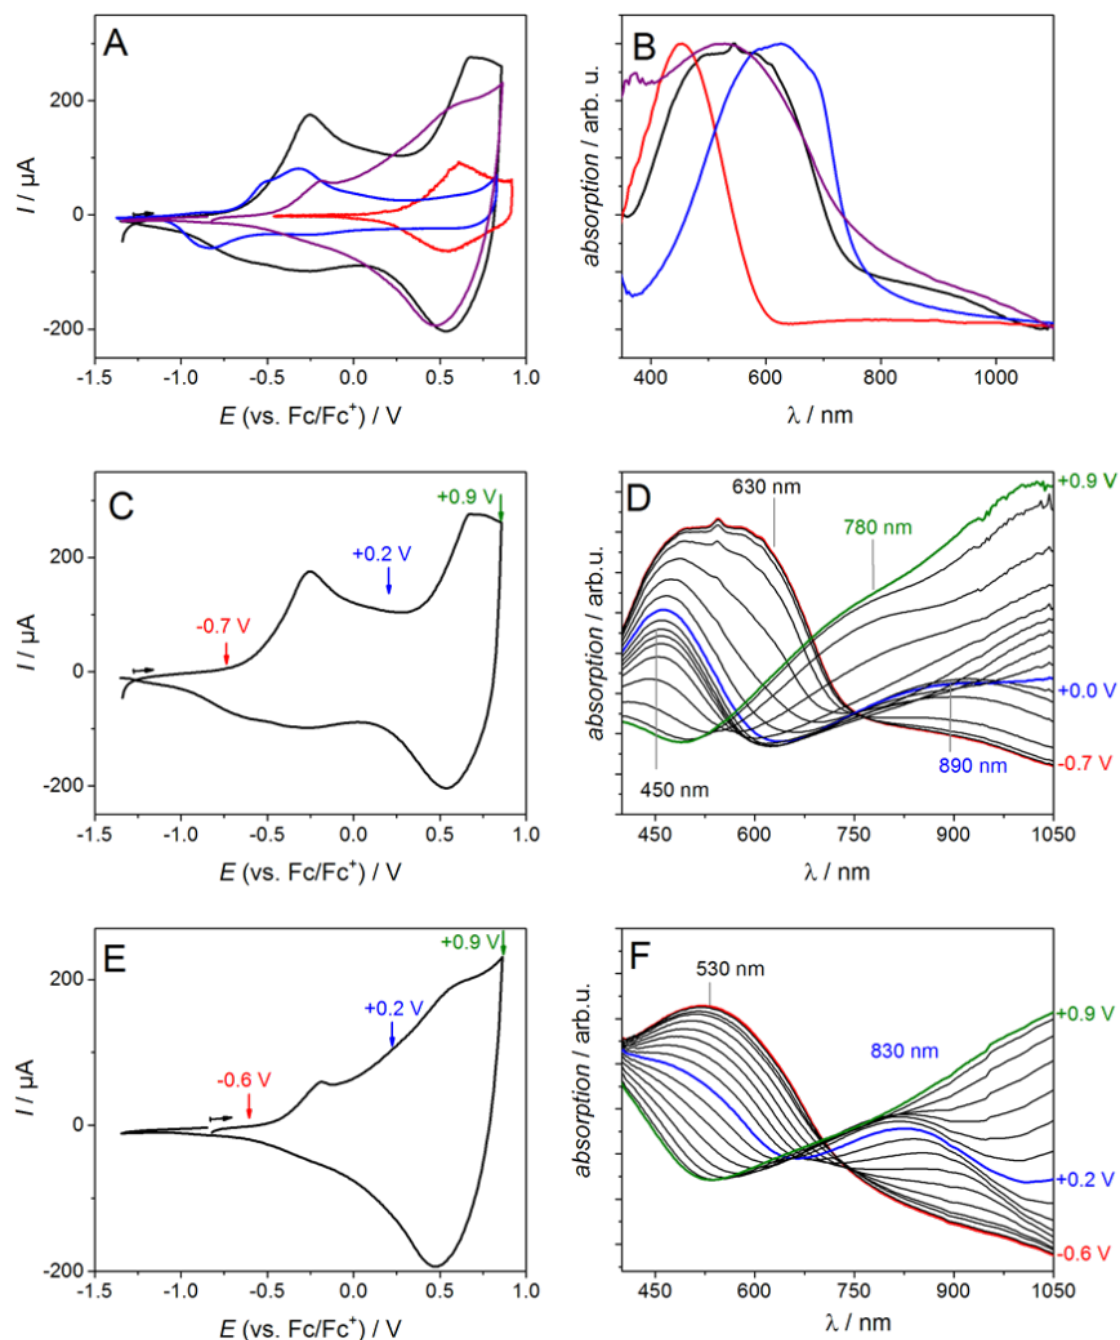 A
200
0
-200
I / µA
-1.5 -1.0 -0.5 0.0 0.5 1.0
E (vs. Fc/Fc+) / V
B
absorption / arb. u.
400 600 800 1000
λ / nm
C
+0.9 V
200
+0.2 V
-0.7 V
0
-200
I / µA
-1.5 -1.0 -0.5 0.0 0.5 1.0
E (vs. Fc/Fc+) / V
D
630 nm
780 nm
+0.9 V
+0.0 V
890 nm
450 nm
-0.7 V
absorption / arb.u.
450 600 750 900 1050
λ / nm
E
+0.9 V
200
+0.2 V
-0.6 V
0
-200
I / µA
-1.5 -1.0 -0.5 0.0 0.5 1.0
E (vs. Fc/Fc+) / V
F
530 nm
830 nm
+0.9 V
+0.2 V
-0.6 V
absorption / arb.u.
450 600 750 900 1050
λ / nm